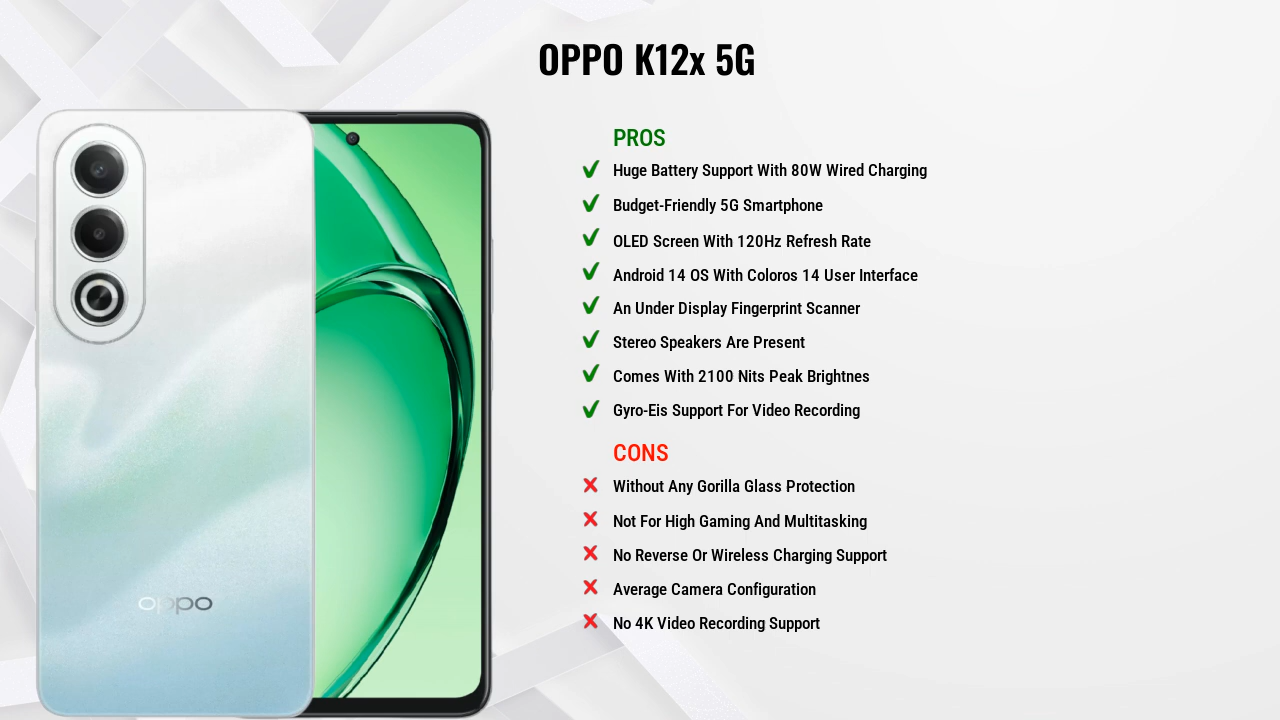 OPPO K12x 5G
PROS
Huge Battery Support With 80W Wired Charging
Budget-Friendly 5G Smartphone
OLED Screen With 120Hz Refresh Rate
Android 14 OS With Coloros 14 User Interface
An Under Display Fingerprint Scanner
Stereo Speakers Are Present
Comes With 2100 Nits Peak Brightnes
Gyro-Eis Support For Video Recording
CONS
Without Any Gorilla Glass Protection
Not For High Gaming And Multitasking
No Reverse Or Wireless Charging Support
Average Camera Configuration
No 4K Video Recording Support
oppo